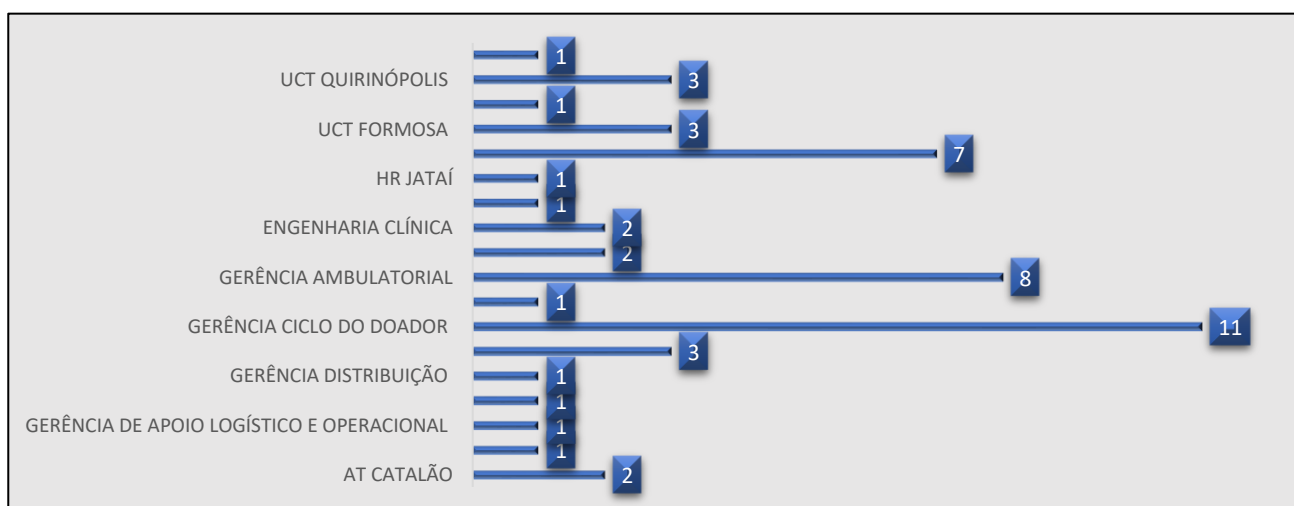 1
UCT QUIRINÓPOLIS 3
1
UCT FORMOSA 3
7
HR JATAÍ 1
1
ENGENHARIA CLÍNICA 2
2
GERÊNCIA AMBULATORIAL 8
1
GERÊNCIA CICLO DO DOADOR 11
3
GERÊNCIA DISTRIBUIÇÃO 1
1
GERÊNCIA DE APOIO LOGÍSTICO E OPERACIONAL 1
1
AT CATALÃO 2